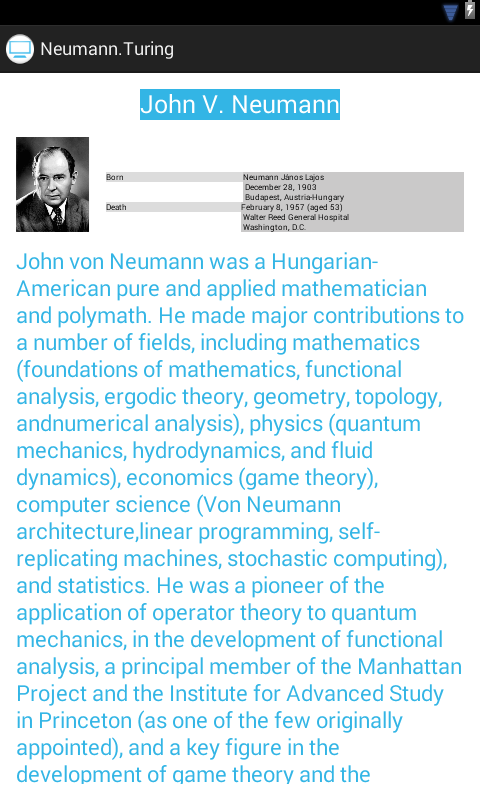 Neumann.Turing
John V. Neumann
Born Neumann János Lajos
December 28, 1903
Budapest, Austria-Hungary
Death February 8, 1957 (aged 53)
Walter Reed General Hospital
Washington, D.C.
John von Neumann was a Hungarian-
American pure and applied mathematician
and polymath. He made major contributions to
a number of fields, including mathematics
(foundations of mathematics, functional
analysis, ergodic theory, geometry, topology,
andnumerical analysis), physics (quantum
mechanics, hydrodynamics, and fluid
dynamics), economics (game theory),
computer science (Von Neumann
architecture,linear programming, self-
replicating machines, stochastic computing),
and statistics. He was a pioneer of the
application of operator theory to quantum
mechanics, in the development of functional
analysis, a principal member of the Manhattan
Project and the Institute for Advanced Study
in Princeton (as one of the few originally
appointed), and a key figure in the
development of game theory and the